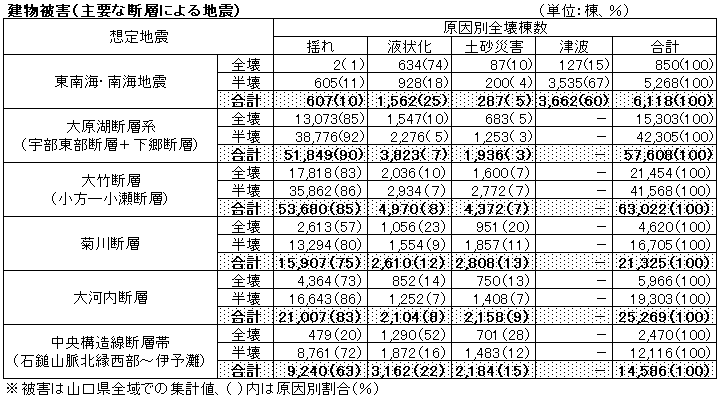 建物被害(主要な断層による地震) (単位:棟、%)
想定地震 原因別全壊棟数
揺れ 液状化 土砂災害 津波 合計
東南海・南海地震
全壊 2( 1) 634(74) 87(10) 127(15) 850(100)
半壊 605(11) 928(18) 200( 4) 3,535(67) 5,268(100)
合計 607(10) 1,562(25) 287( 5) 3,662(60) 6,118(100)
大原湖断層系
(宇部東部断層+下郷断層)
全壊 13,073(85) 1,547(10) 683( 5) － 15,303(100)
半壊 38,776(92) 2,276( 5) 1,253( 3) － 42,305(100)
合計 51,849(90) 3,823( 7) 1,936( 3) － 57,608(100)
大竹断層
(小方－小瀬断層)
全壊 17,818(83) 2,036(10) 1,600(7) － 21,454(100)
半壊 35,862(86) 2,934(7) 2,772(7) － 41,568(100)
合計 53,680(85) 4,970(8) 4,372(7) － 63,022(100)
菊川断層
全壊 2,613(57) 1,056(23) 951(20) － 4,620(100)
半壊 13,294(80) 1,554(9) 1,857(11) － 16,705(100)
合計 15,907(75) 2,610(12) 2,808(13) － 21,325(100)
大河内断層
全壊 4,364(73) 852(14) 750(13) － 5,966(100)
半壊 16,643(86) 1,252(7) 1,408(7) － 19,303(100)
合計 21,007(83) 2,104(8) 2,158(9) － 25,269(100)
中央構造線断層帯
(石鎚山脈北縁西部～伊予灘)
全壊 479(20) 1,290(52) 701(28) － 2,470(100)
半壊 8,761(72) 1,872(16) 1,483(12) － 12,116(100)
合計 9,240(63) 3,162(22) 2,184(15) － 14,586(100)
※被害は山口県全域での集計値、( )内は原因別割合(%)